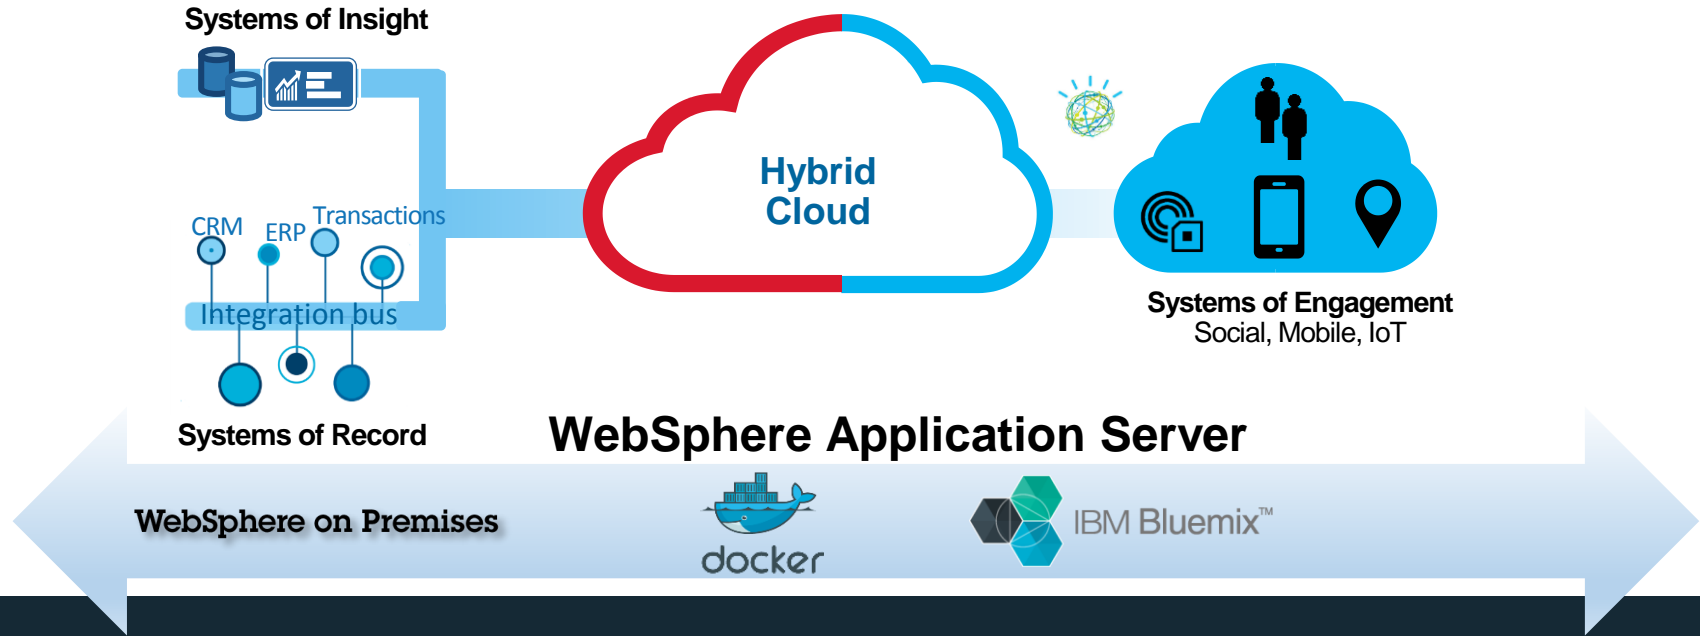 Systems of Insight
Hybrid
Cloud
CRM
ERP
Transactions
Integration bus
Systems of Engagement
Social, Mobile, IoT
Systems of Record
WebSphere Application Server
WebSphere on Premises
docker
IBM Bluemix™